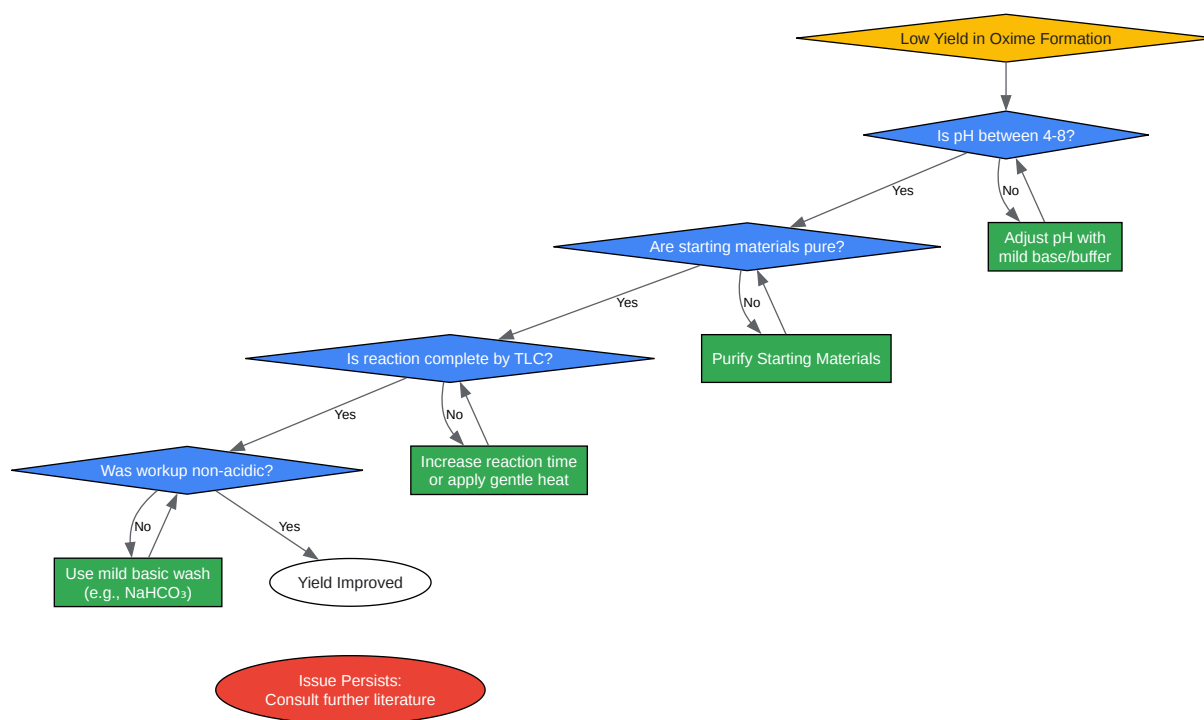 Low Yield in Oxime Formation
Is pH between 4-8?
Yes
No
Adjust pH with
mild base/buffer
Are starting materials pure?
Yes
No
Purify Starting Materials
Is reaction complete by TLC?
Yes
No
Increase reaction time
or apply gentle heat
Was workup non-acidic?
No
Yes
Use mild basic wash
(e.g., NaHCO₃)
Yield Improved
Issue Persists:
Consult further literature